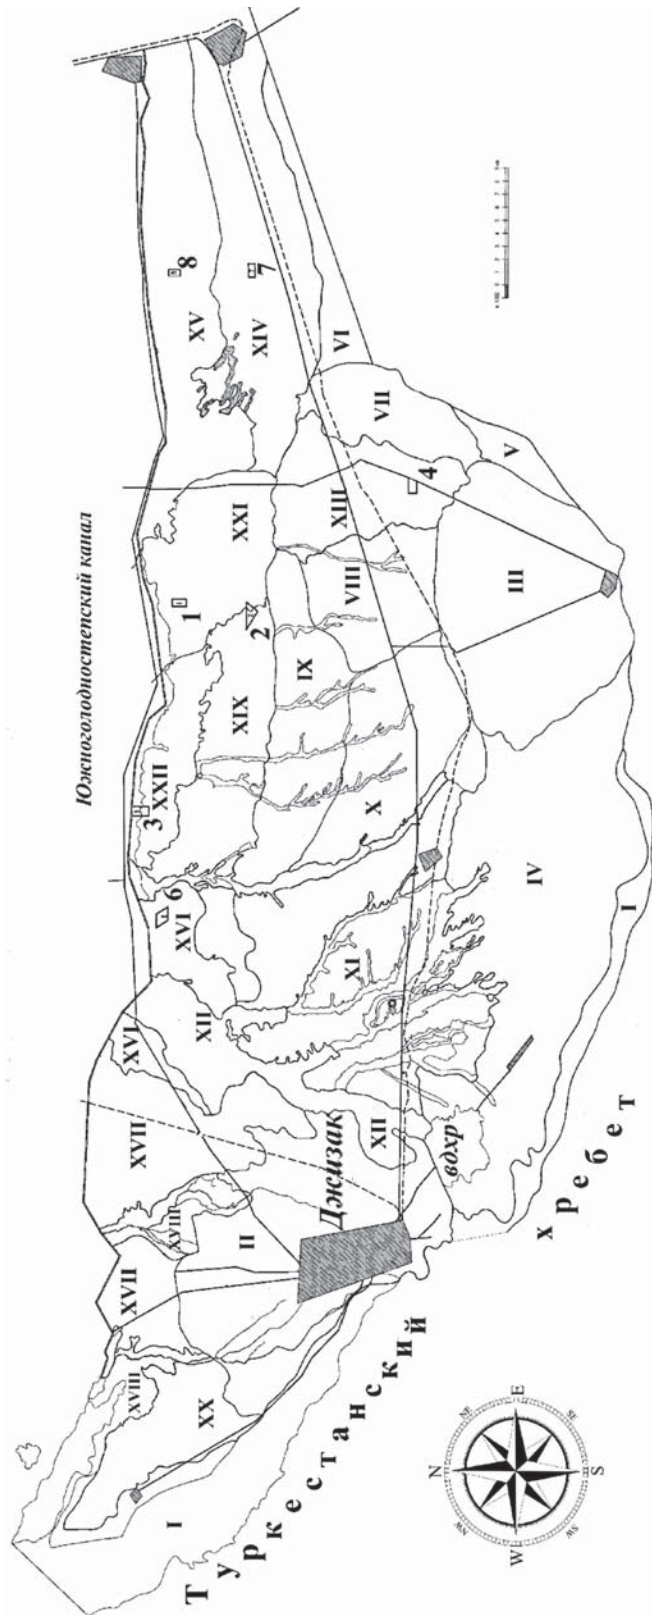 Южноголодностепский канал
XV
8
XIV
7
VI
VII
V
4
XIII
XXI
1
2
VIII
III
IX
XIX
XXII
3
X
6
XVI
IV
I
XI
XII
XVI
XVII
XII
Джизак
вдхр
II
XVIII
XVII
XVIII
XX
I
Туркестанский
хребет
N
NE
E
SE
S
SW
W
NW